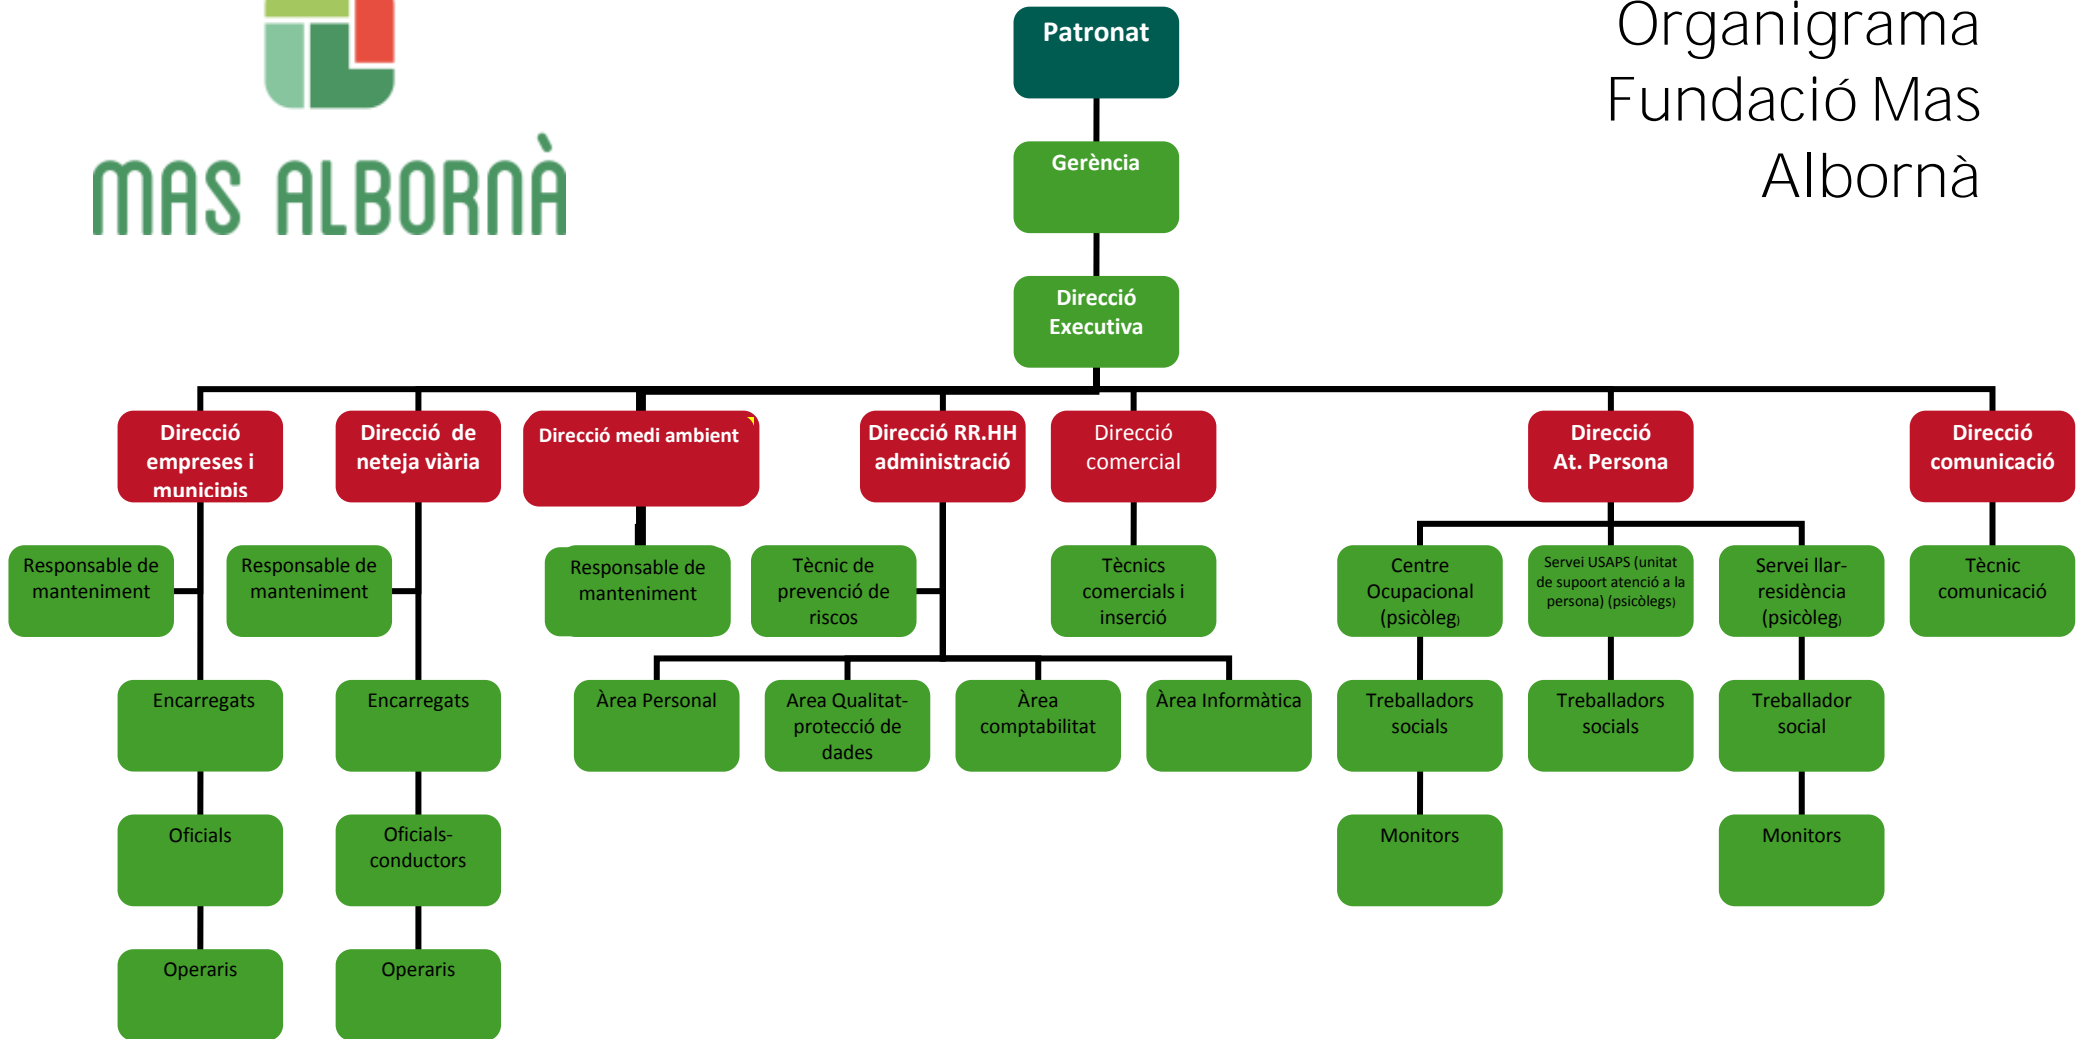 Organigrama
Fundació Mas
Albornà
MAS ALBORNÀ
Patronat
Gerència
Direcció
Executiva
Direcció
empreses i
municipis
Direcció de
neteja viària
Direcció medi ambient
Direcció RR.HH
administració
Direcció
comercial
Direcció
At. Persona
Direcció
comunicació
Responsable de
manteniment
Responsable de
manteniment
Responsable de
manteniment
Tècnic de
prevenció de
riscos
Tècnics
comercials i
inserció
Centre
Ocupacional
(psicòleg)
Servei USAPS (unitat
de supoort atenció a la
persona) (psicòlegs)
Servei llar-
residència
(psicòleg)
Tècnic
comunicació
Encarregats
Encarregats
Àrea Personal
Area Qualitat-
protecció de
dades
Àrea
comptabilitat
Àrea Informàtica
Treballadors
socials
Treballadors
socials
Treballador
social
Oficials
Oficials-
conductors
Monitors
Monitors
Operaris
Operaris